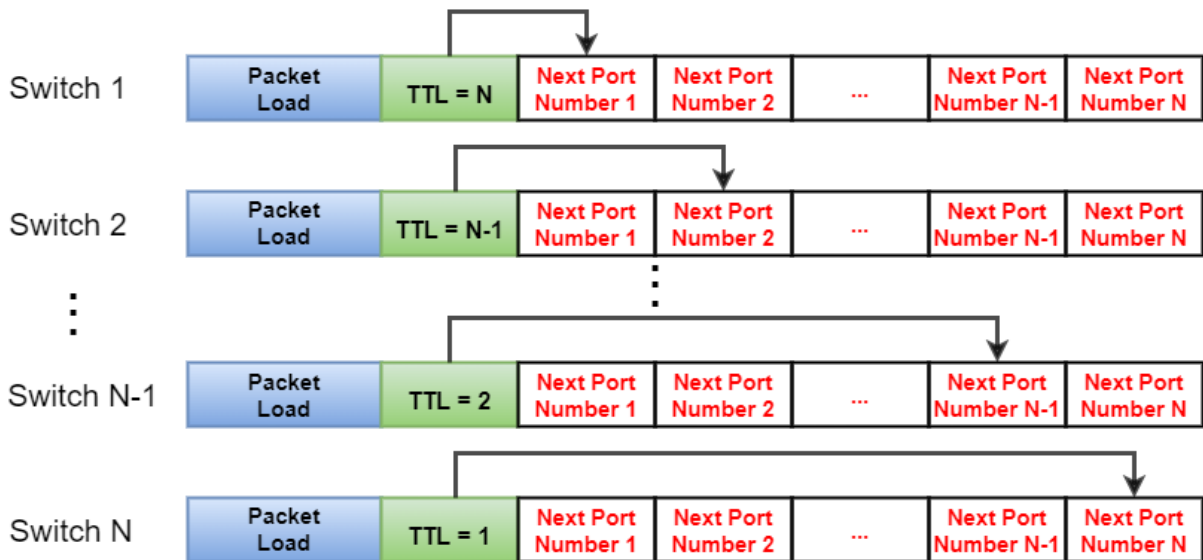 Switch 1
Packet
Load
TTL = N
Next Port
Number 1
Next Port
Number 2
...
Next Port
Number N-1
Next Port
Number N
Switch 2
Packet
Load
TTL = N-1
Next Port
Number 1
Next Port
Number 2
...
Next Port
Number N-1
Next Port
Number N
Switch N-1
Packet
Load
TTL = 2
Next Port
Number 1
Next Port
Number 2
...
Next Port
Number N-1
Next Port
Number N
Switch N
Packet
Load
TTL = 1
Next Port
Number 1
Next Port
Number 2
...
Next Port
Number N-1
Next Port
Number N